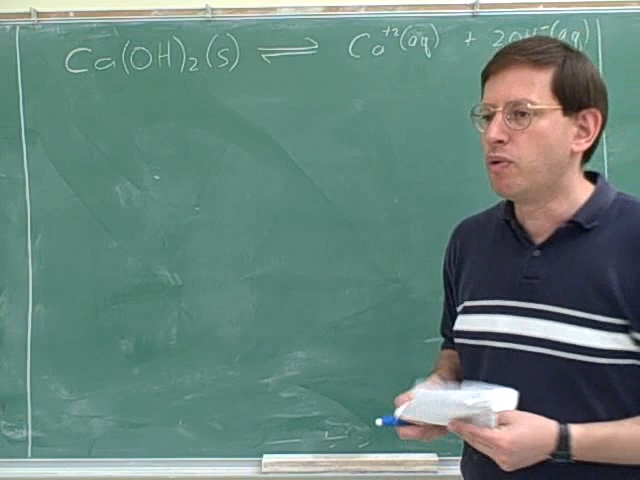 Ca(OH)₂(s) ⇌ Ca⁺²(aq) + 2OH⁻(aq)